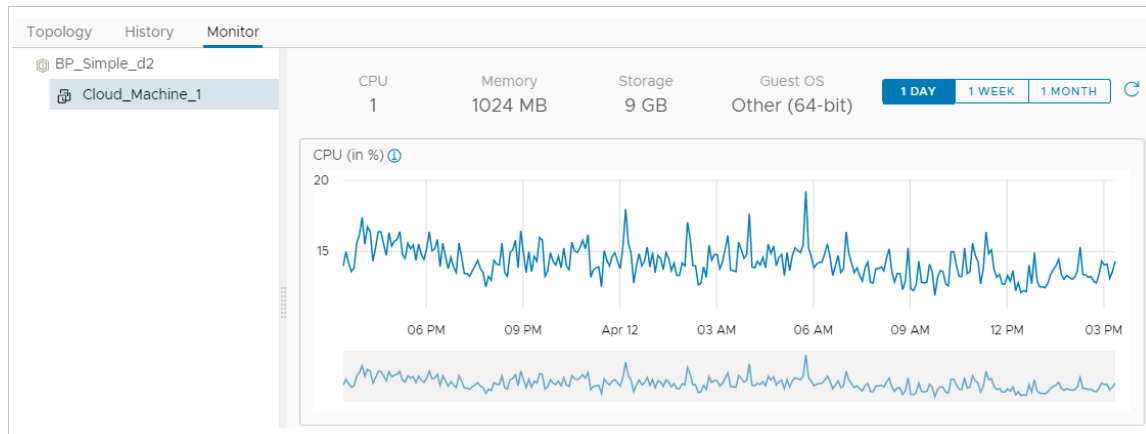 Topology History Monitor
BP_Simple_d2
Cloud_Machine_1
CPU Memory Storage Guest OS
1 1024 MB 9 GB Other (64-bit)
1 DAY 1 WEEK 1 MONTH
CPU (in %)
20
15
06 PM 09 PM Apr 12 03 AM 06 AM 09 AM 12 PM 03 PM